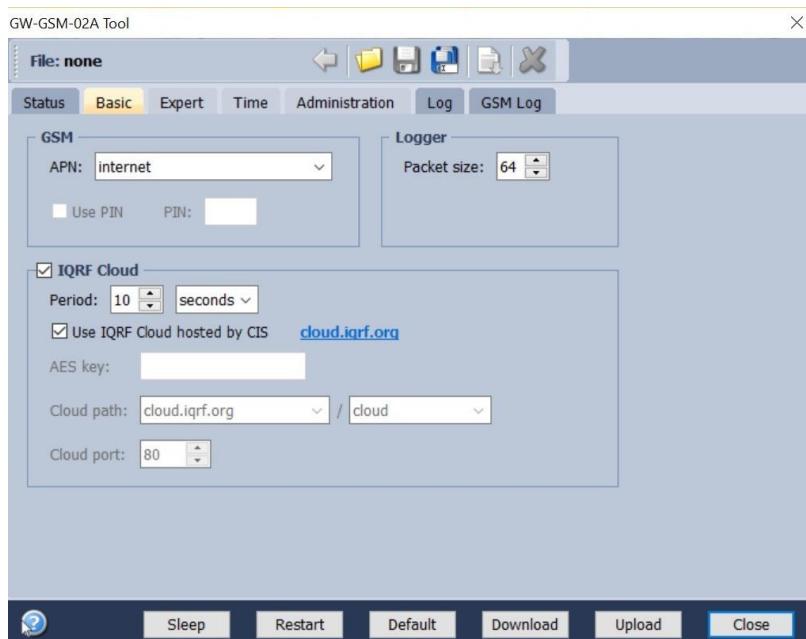 GW-GSM-02A Tool
File: none
Status Basic Expert Time Administration Log GSM Log
GSM
APN: internet
Use PIN PIN:
Logger
Packet size: 64
IQRF Cloud
Period: 10 seconds
Use IQRF Cloud hosted by CIS cloud.iqrf.org
AES key:
Cloud path: cloud.iqrf.org / cloud
Cloud port: 80
Sleep Restart Default Download Upload Close